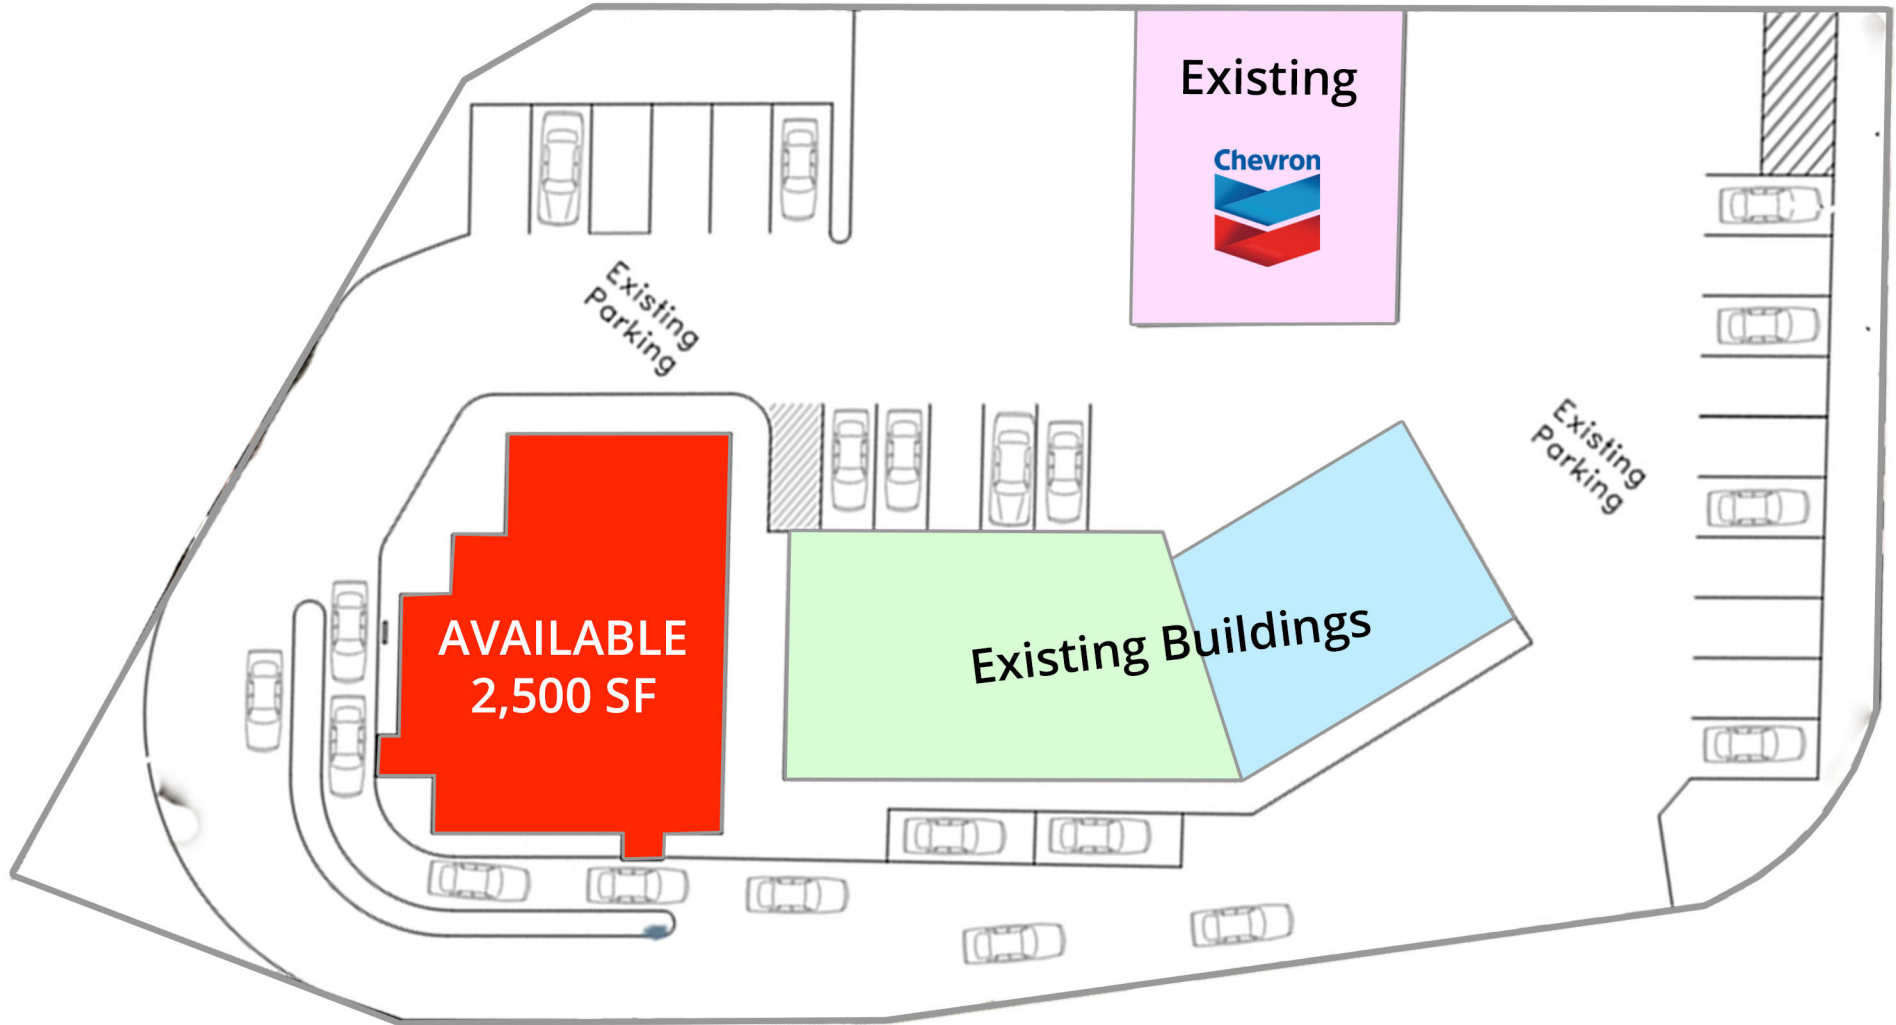 Existing
Chevron
Existing
Parking
Existing
Parking
AVAILABLE
2,500 SF
Existing Buildings